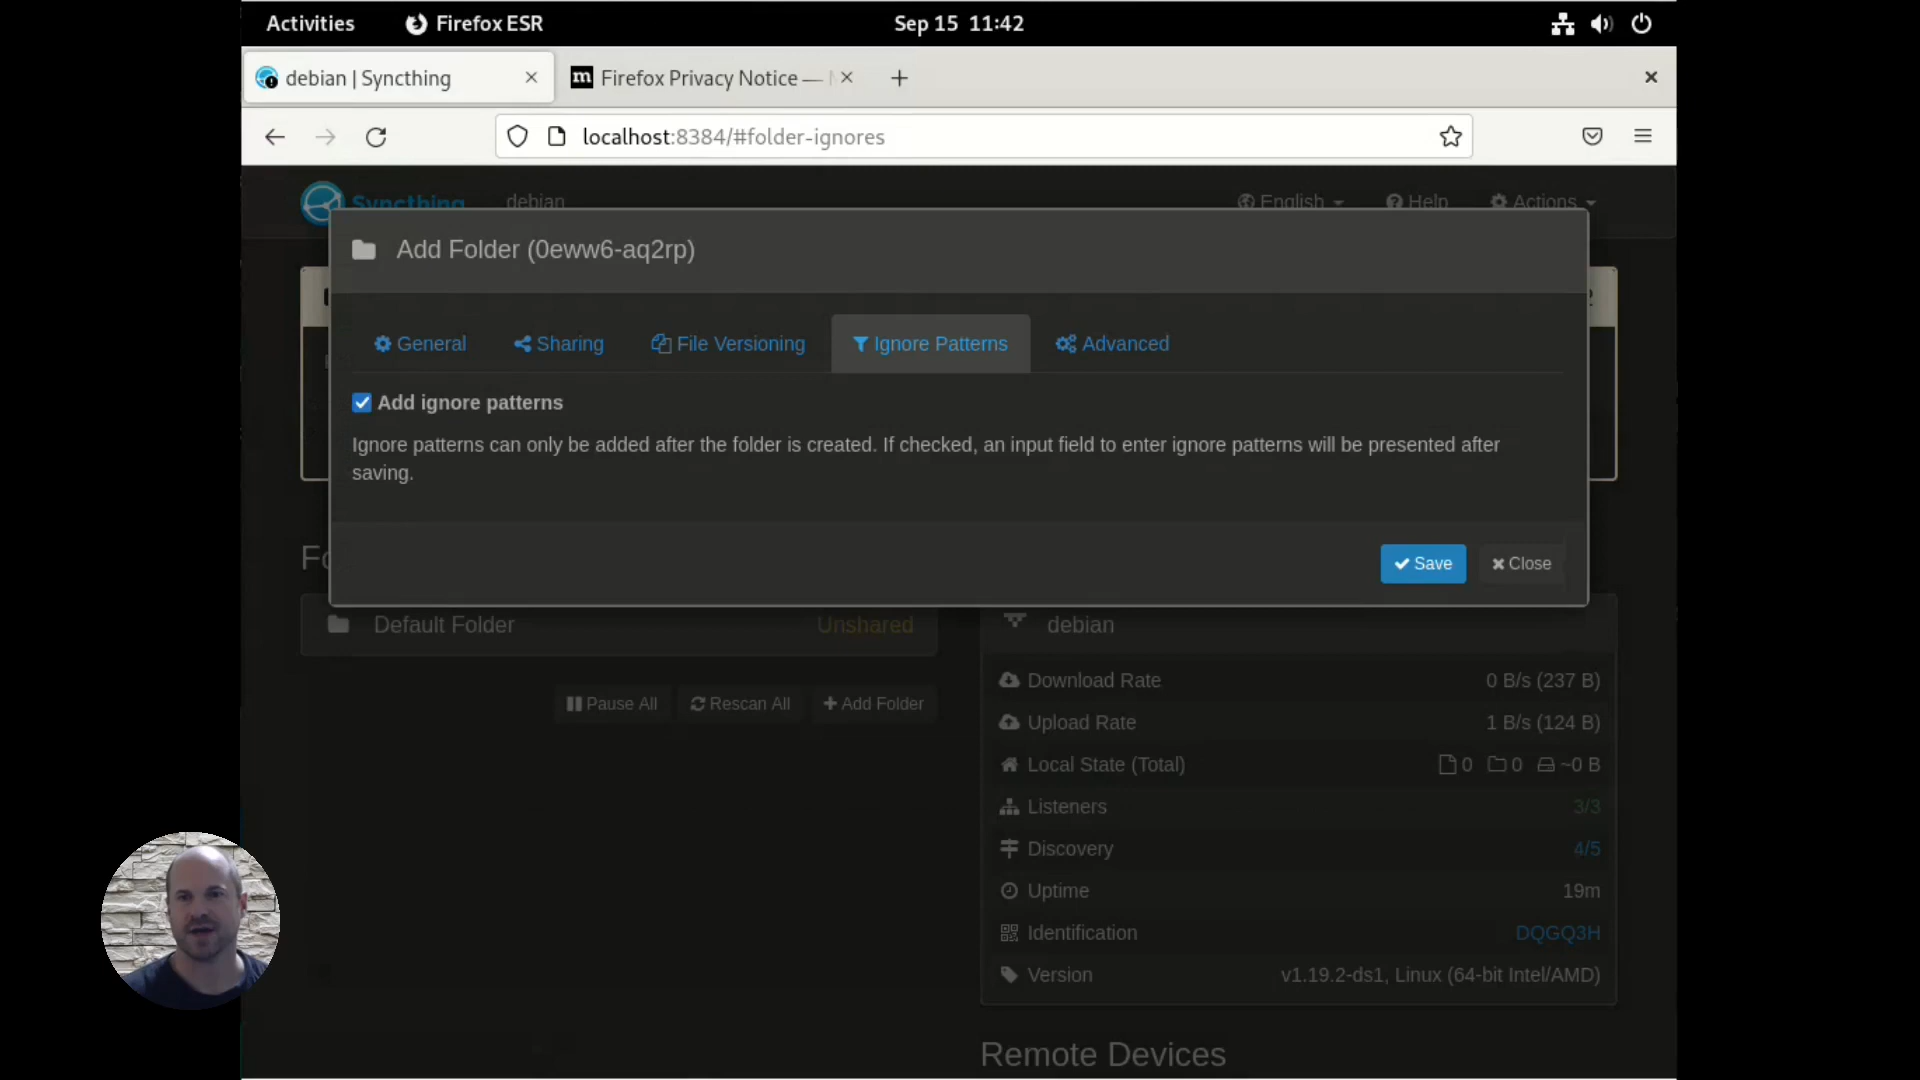 Activities
Firefox ESR
Sep 15 11:42
debian | Syncthing
Firefox Privacy Notice —
localhost:8384/#folder-ignores
Syncthing
debian
English
Help
Actions
Add Folder (0eww6-aq2rp)
General
Sharing
File Versioning
Ignore Patterns
Advanced
Add ignore patterns
Ignore patterns can only be added after the folder is created. If checked, an input field to enter ignore patterns will be presented after
saving.
Save
Close
Default Folder
Unshared
Pause All
Rescan All
Add Folder
debian
Download Rate
0 B/s (237 B)
Upload Rate
1 B/s (124 B)
Local State (Total)
0
0
~0 B
Listeners
3/3
Discovery
4/5
Uptime
19m
Identification
DQGQ3H
Version
v1.19.2-ds1, Linux (64-bit Intel/AMD)
Remote Devices